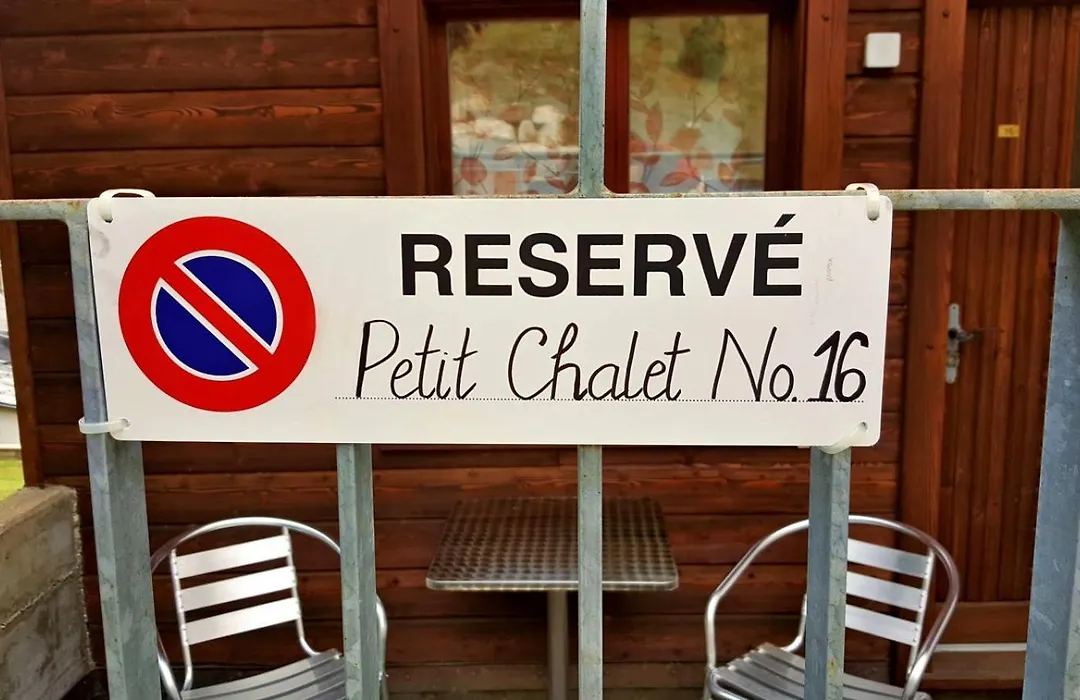 RESERVÉ
Petit Chalet No. 16